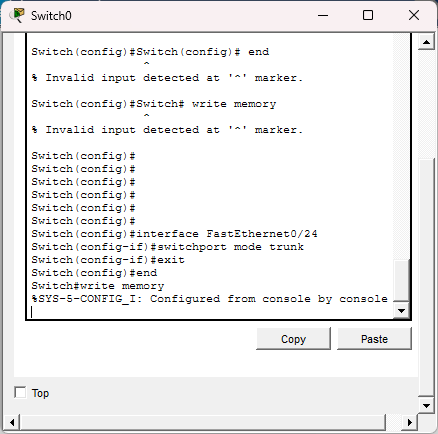 Switch0
Switch(config)#Switch(config)# end
^
% Invalid input detected at '^' marker.
Switch(config)#Switch# write memory
^
% Invalid input detected at '^' marker.
Switch(config)#
Switch(config)#
Switch(config)#
Switch(config)#
Switch(config)#
Switch(config)#
Switch(config)#interface FastEthernet0/24
Switch(config-if)#switchport mode trunk
Switch(config-if)#exit
Switch(config)#end
Switch#write memory
%SYS-5-CONFIG_I: Configured from console by console
Copy
Paste
Top